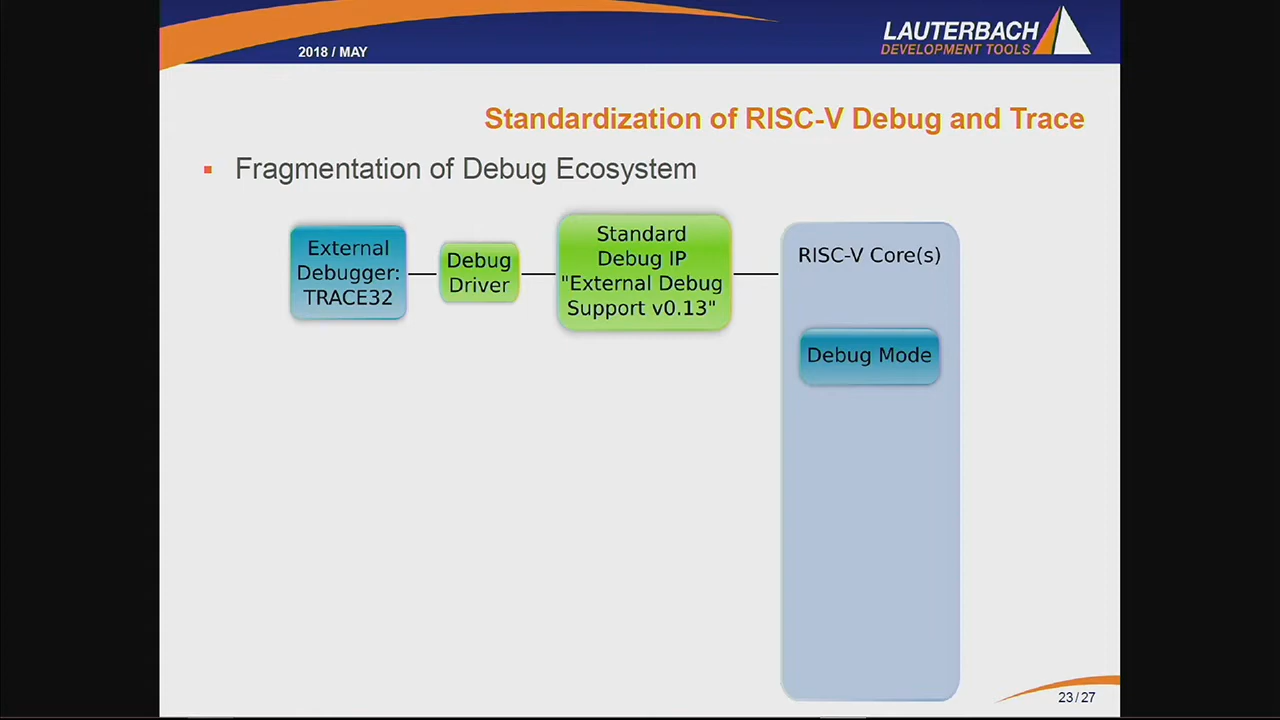 2018 / MAY
LAUTERBACH
DEVELOPMENT TOOLS
Standardization of RISC-V Debug and Trace
Fragmentation of Debug Ecosystem
External
Debugger:
TRACE32
Debug
Driver
Standard
Debug IP
"External Debug
Support v0.13"
RISC-V Core(s)
Debug Mode
23 / 27